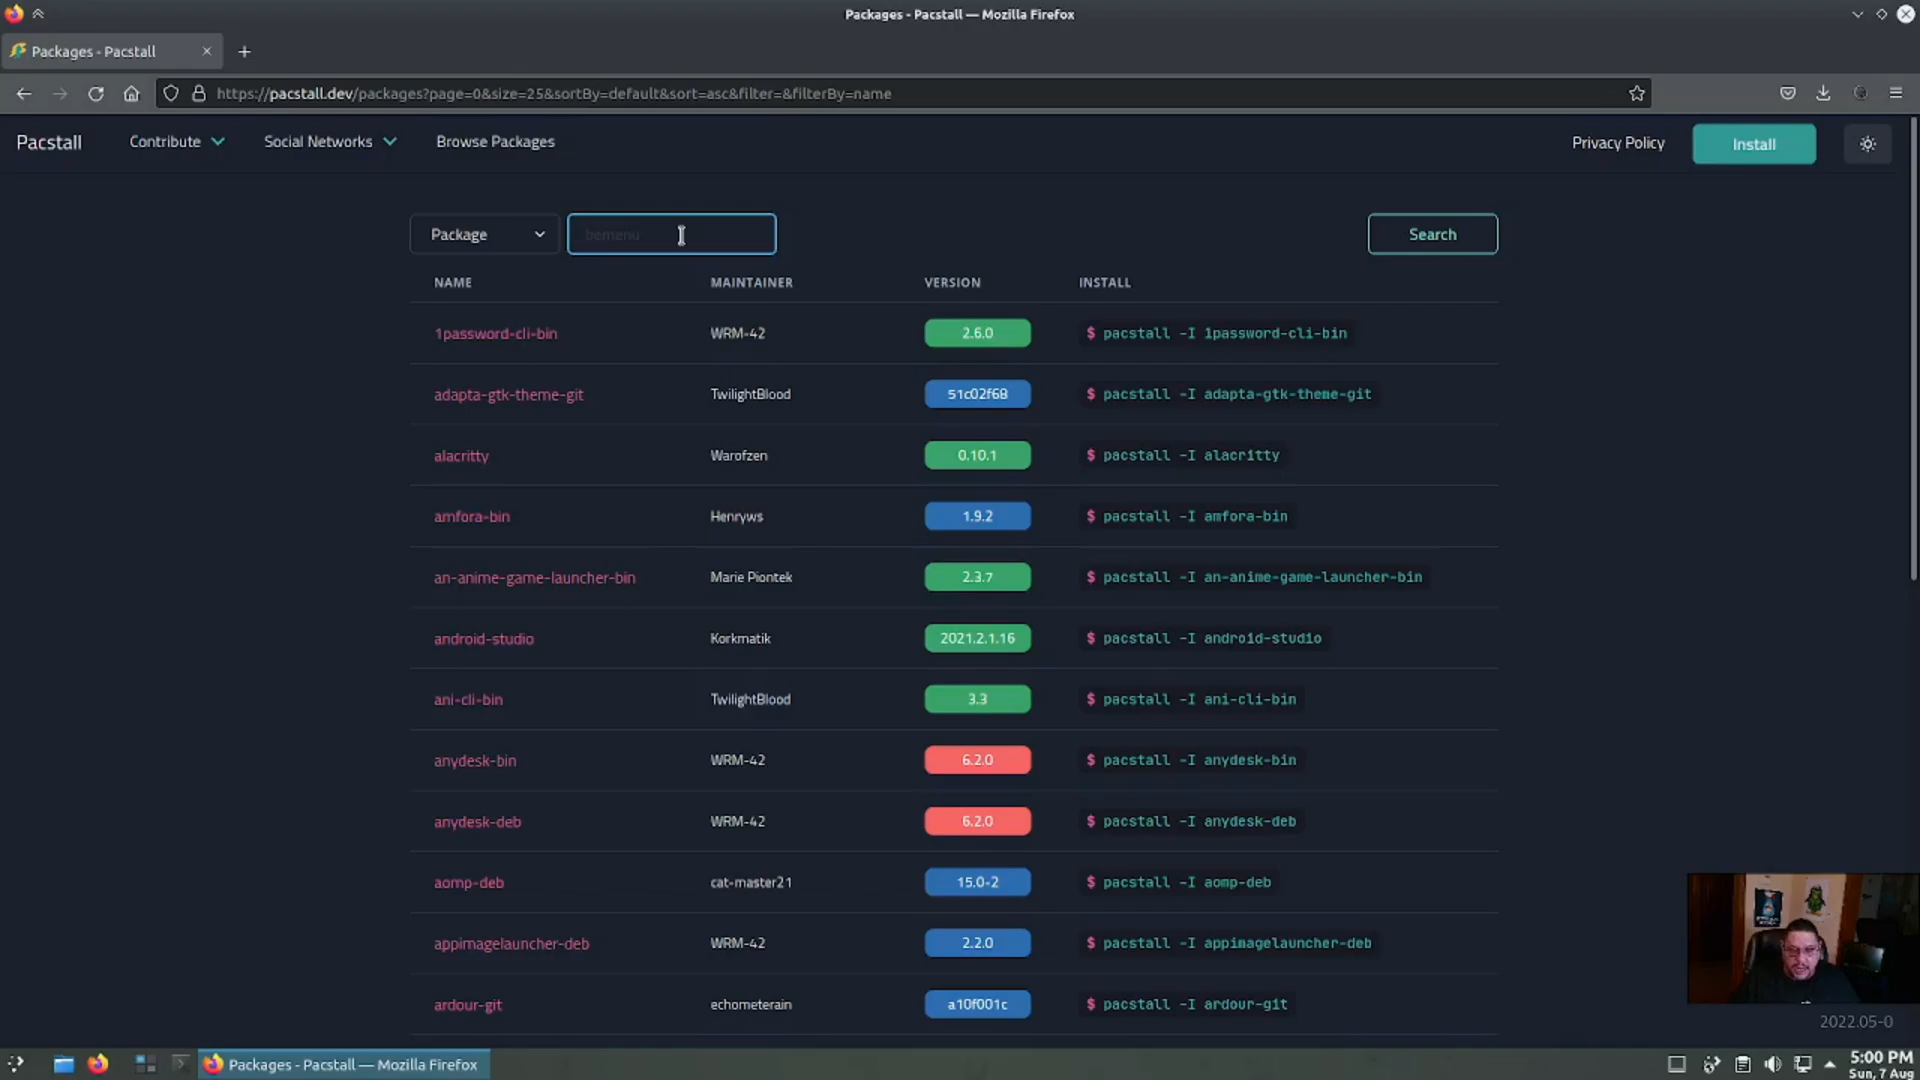 Packages - Pacstall — Mozilla Firefox
Packages - Pacstall
https://pacstall.dev/packages?page=0&size=25&sortBy=default&sort=asc&filter=&filterBy=name
Pacstall Contribute Social Networks Browse Packages Privacy Policy Install
Package bemenu Search
NAME MAINTAINER VERSION INSTALL
1password-cli-bin WRM-42 2.6.0 $ pacstall -I 1password-cli-bin
adapta-gtk-theme-git TwilightBlood 51c02f68 $ pacstall -I adapta-gtk-theme-git
alacritty Warofzen 0.10.1 $ pacstall -I alacritty
amfora-bin Henryws 1.9.2 $ pacstall -I amfora-bin
an-anime-game-launcher-bin Marie Piontek 2.3.7 $ pacstall -I an-anime-game-launcher-bin
android-studio Korkmatik 2021.2.1.16 $ pacstall -I android-studio
ani-cli-bin TwilightBlood 3.3 $ pacstall -I ani-cli-bin
anydesk-bin WRM-42 6.2.0 $ pacstall -I anydesk-bin
anydesk-deb WRM-42 6.2.0 $ pacstall -I anydesk-deb
aomp-deb cat-master21 15.0-2 $ pacstall -I aomp-deb
appimagelauncher-deb WRM-42 2.2.0 $ pacstall -I appimagelauncher-deb
ardour-git echometerain a10f001c $ pacstall -I ardour-git
2022.05-0
Packages - Pacstall — Mozilla Firefox
5:00 PM
Sun, 7 Aug